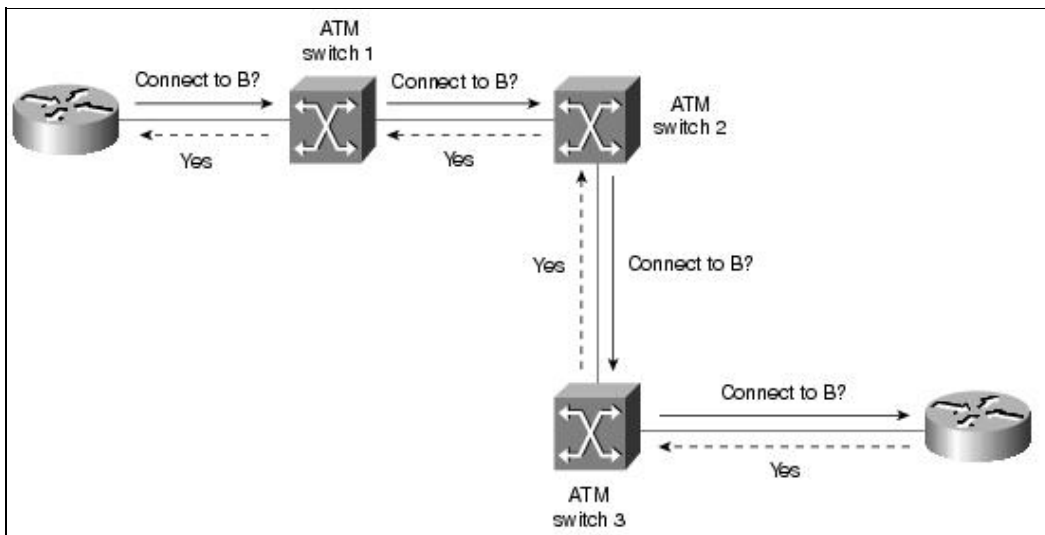 ATM
switch 1
Connect to B?
Connect to B?
ATM
switch 2
Yes
Yes
Yes
Connect to B?
Connect to B?
Yes
ATM
switch 3